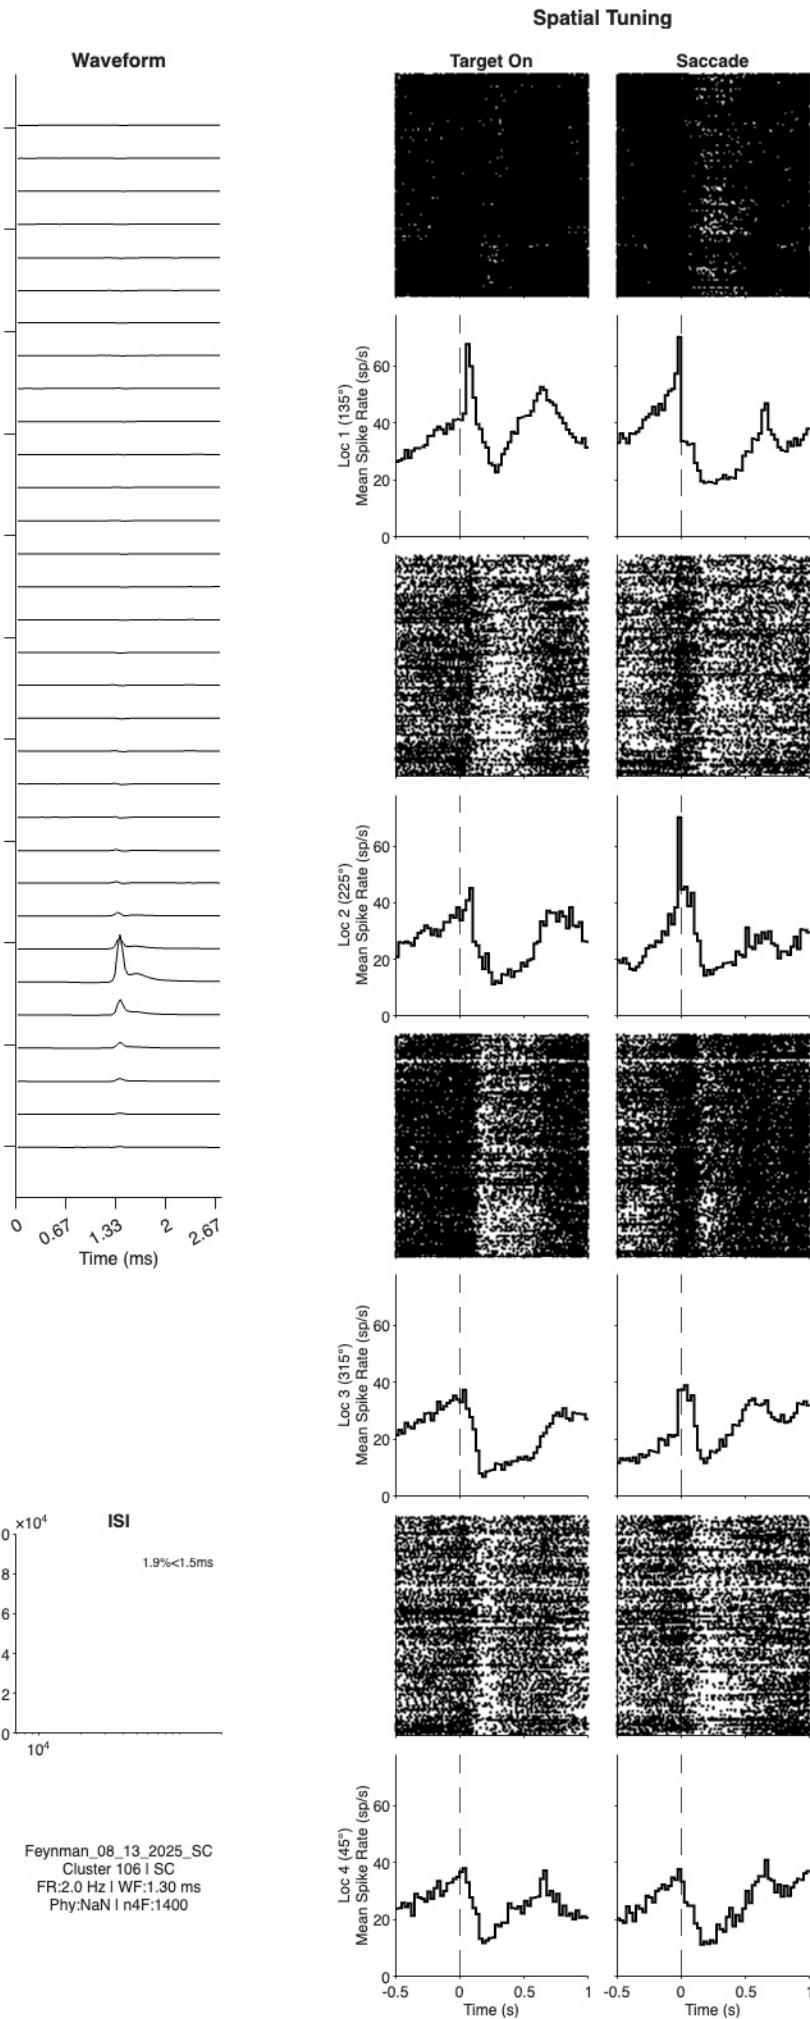 Spatial Tuning
Waveform
Target On
Saccade
60
40
20
0
Loc 1 (135°)
Mean Spike Rate (sp/s)
60
40
20
0
Loc 2 (225°)
Mean Spike Rate (sp/s)
0
0.67
1.33
2
2.67
Time (ms)
60
40
20
0
Loc 3 (315°)
Mean Spike Rate (sp/s)
ISI
×10⁴
0
8
6
4
2
0
1.9%<1.5ms
10⁴
Feynman_08_13_2025_SC
Cluster 106 | SC
FR:2.0 Hz | WF:1.30 ms
Phy:NaN | n4F:1400
60
40
20
0
Loc 4 (45°)
Mean Spike Rate (sp/s)
-0.5 0 0.5 1
Time (s)
-0.5 0 0.5 1
Time (s)